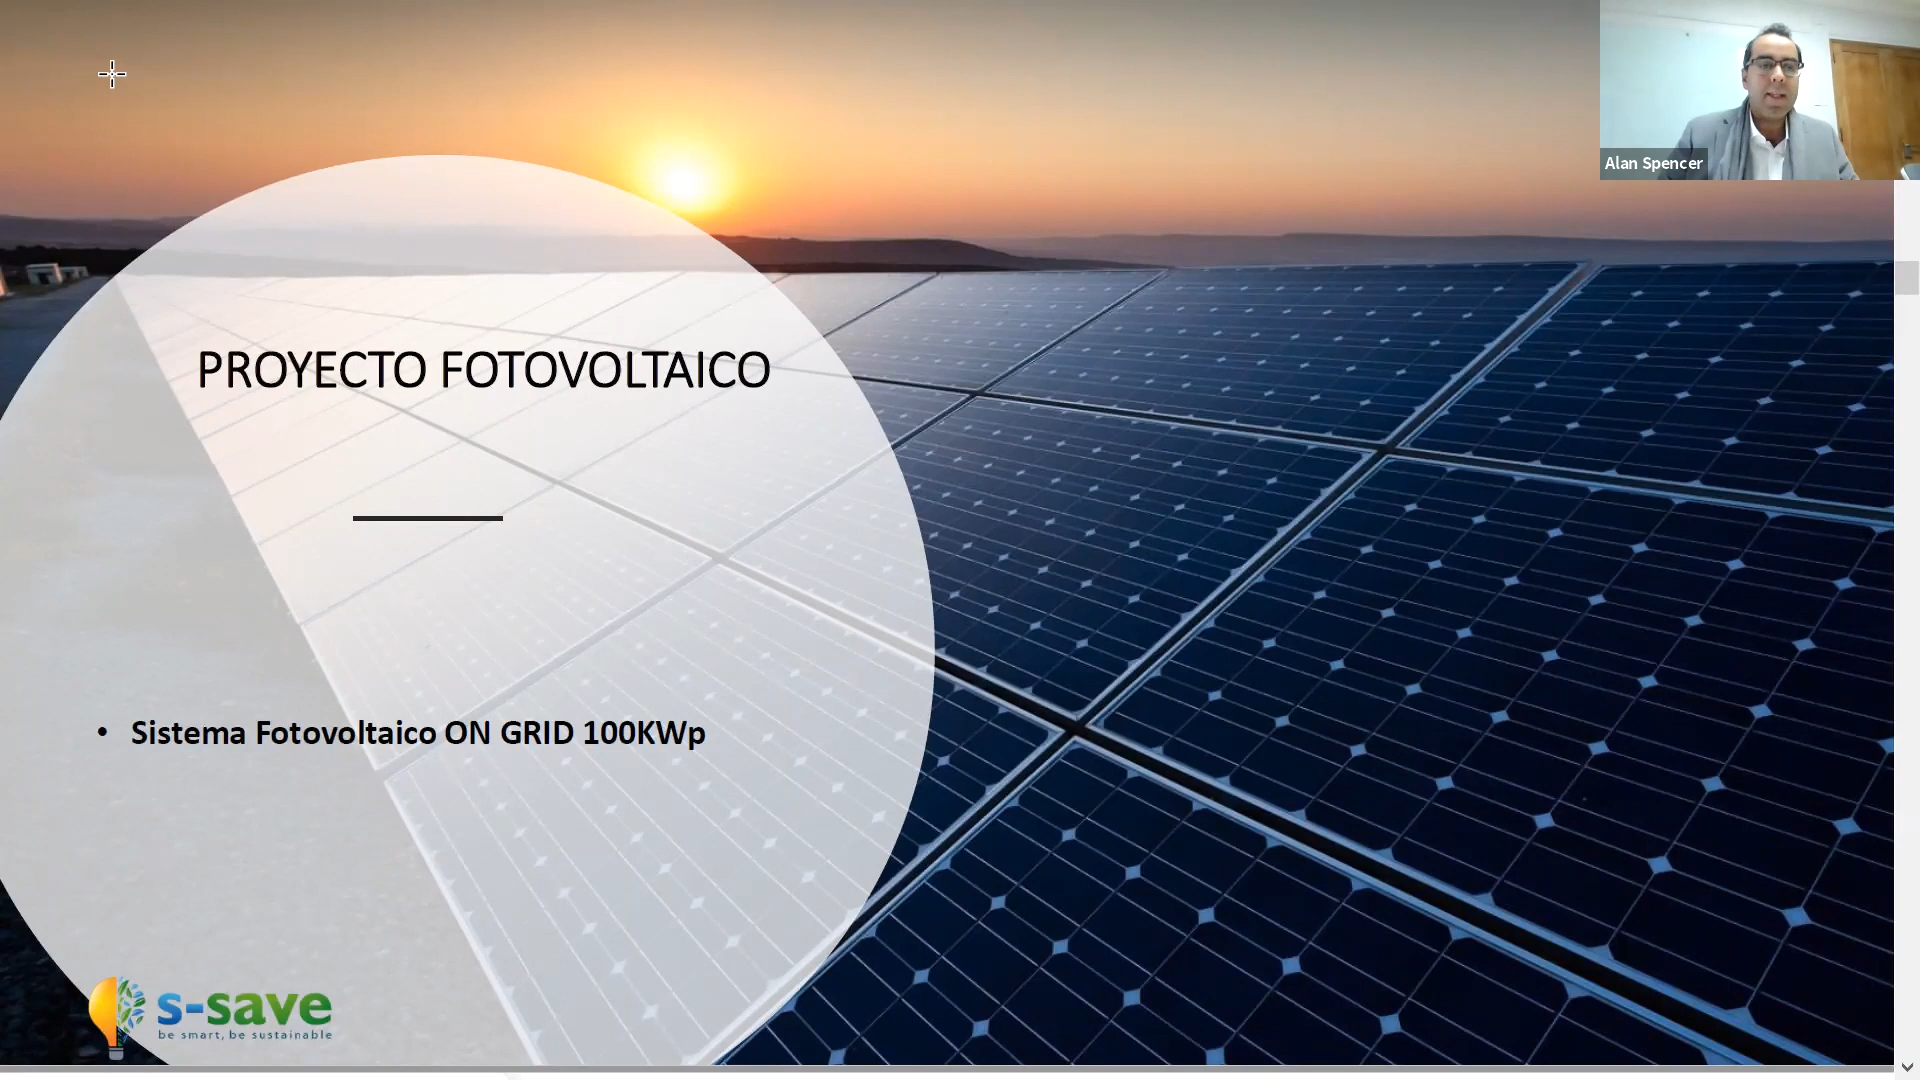 Alan Spencer
PROYECTO FOTOVOLTAICO
• Sistema Fotovoltaico ON GRID 100KWp
s-save
be smart, be sustainable